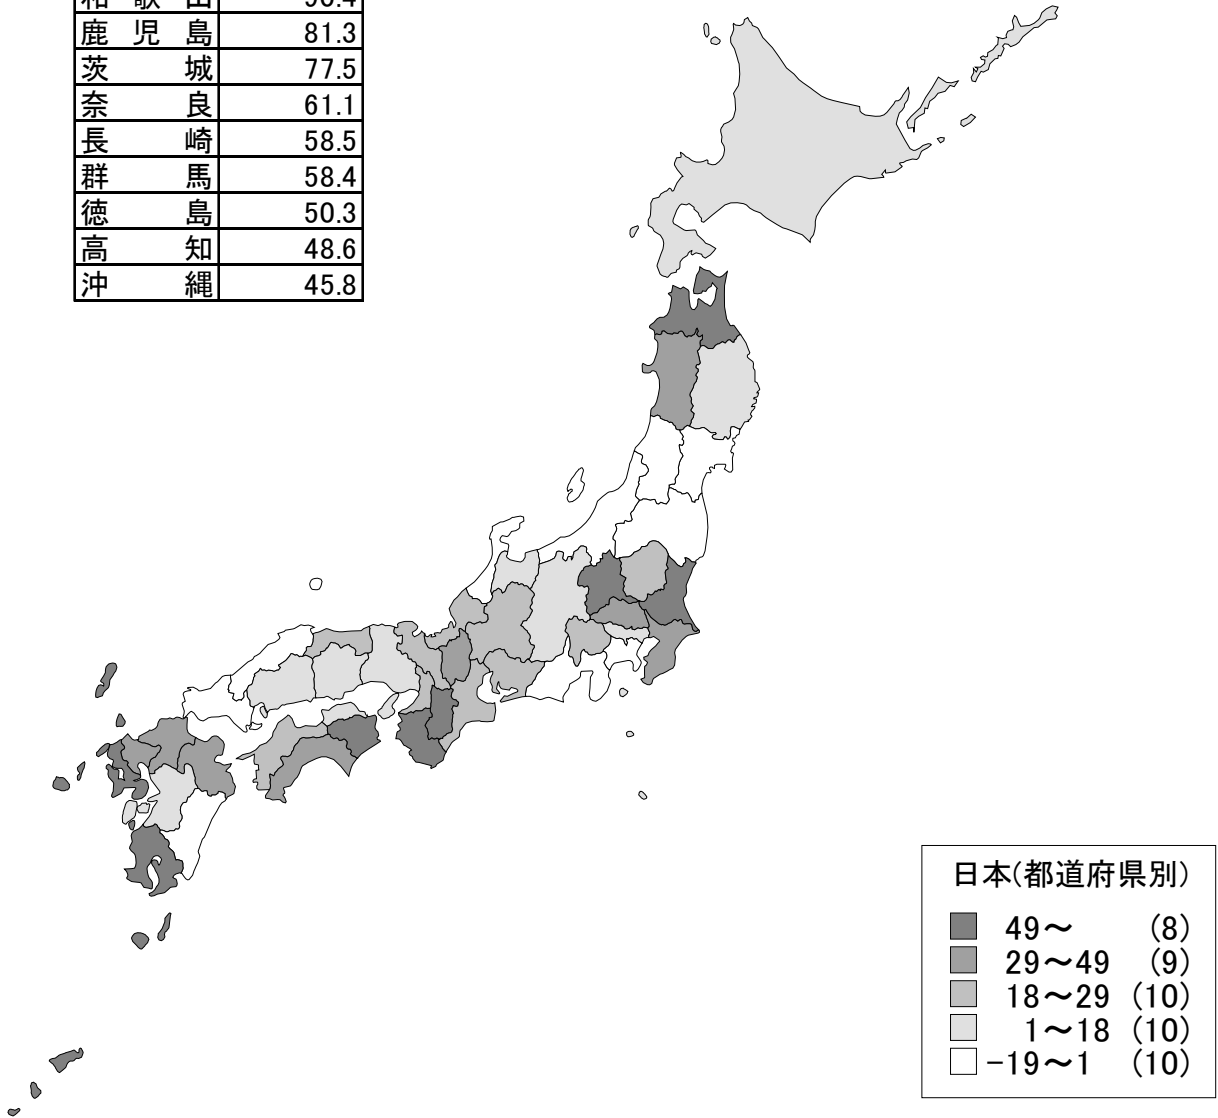 鹿児島 81.3
茨城 77.5
奈良 61.1
長崎 58.5
群馬 58.4
徳島 50.3
高知 48.6
沖縄 45.8
日本(都道府県別)
49～ (8)
29～49 (9)
18～29 (10)
1～18 (10)
-19～1 (10)